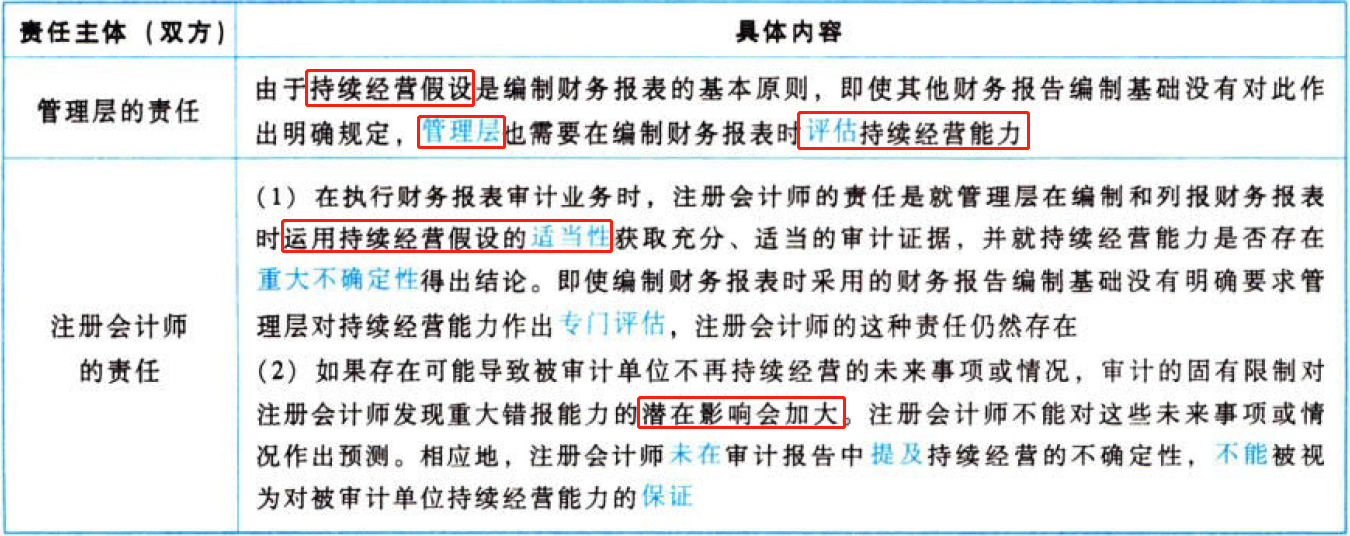 责任主体（双方）
具体内容
管理层的责任
由于持续经营假设是编制财务报表的基本原则，即使其他财务报告编制基础没有对此作
出明确规定，管理层也需要在编制财务报表时评估持续经营能力
注册会计师
的责任
（1）在执行财务报表审计业务时，注册会计师的责任是就管理层在编制和列报财务报表
时运用持续经营假设的适当性获取充分、适当的审计证据，并就持续经营能力是否存在
重大不确定性得出结论。即使编制财务报表时采用的财务报告编制基础没有明确要求管
理层对持续经营能力作出专门评估，注册会计师的这种责任仍然存在
（2）如果存在可能导致被审计单位不再持续经营的未来事项或情况，审计的固有限制对
注册会计师发现重大错报能力的潜在影响会加大。注册会计师不能对这些未来事项或情
况作出预测。相应地，注册会计师未在审计报告中提及持续经营的不确定性，不能被视
为对被审计单位持续经营能力的保证